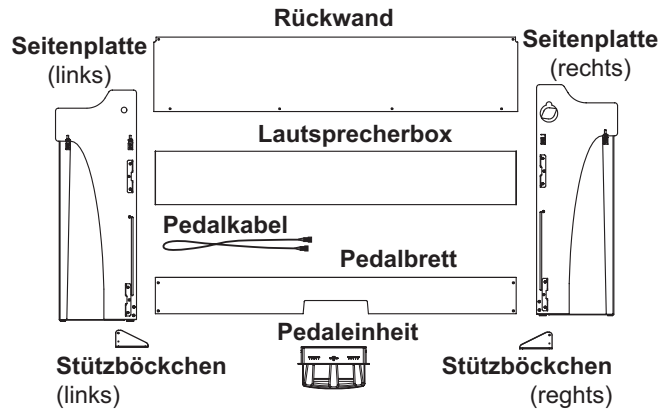 Rückwand
Seitenplatte
(links)
Seitenplatte
(rechts)
Lautsprecherbox
Pedalkabel
Pedalbrett
Pedaleinheit
Stützböckchen
(links)
Stützböckchen
(reghts)